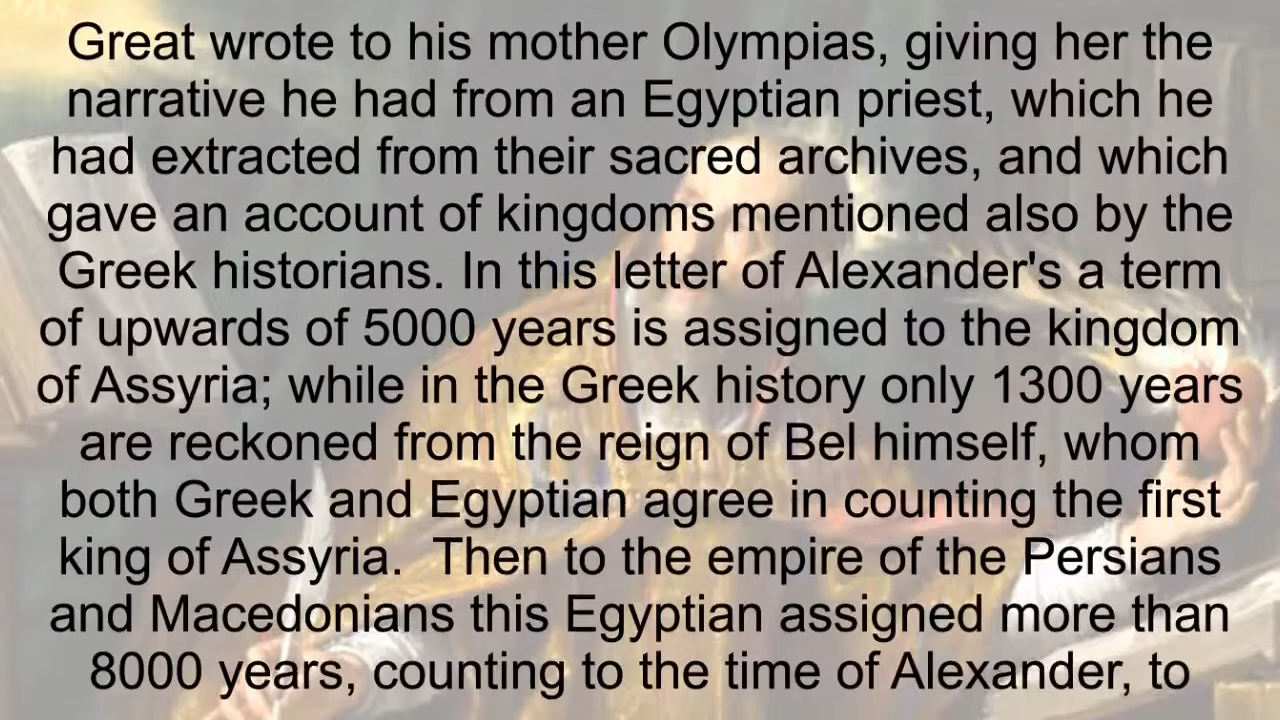 Great wrote to his mother Olympias, giving her the
narrative he had from an Egyptian priest, which he
had extracted from their sacred archives, and which
gave an account of kingdoms mentioned also by the
Greek historians. In this letter of Alexander's a term
of upwards of 5000 years is assigned to the kingdom
of Assyria; while in the Greek history only 1300 years
are reckoned from the reign of Bel himself, whom
both Greek and Egyptian agree in counting the first
king of Assyria.  Then to the empire of the Persians
and Macedonians this Egyptian assigned more than
8000 years, counting to the time of Alexander, to